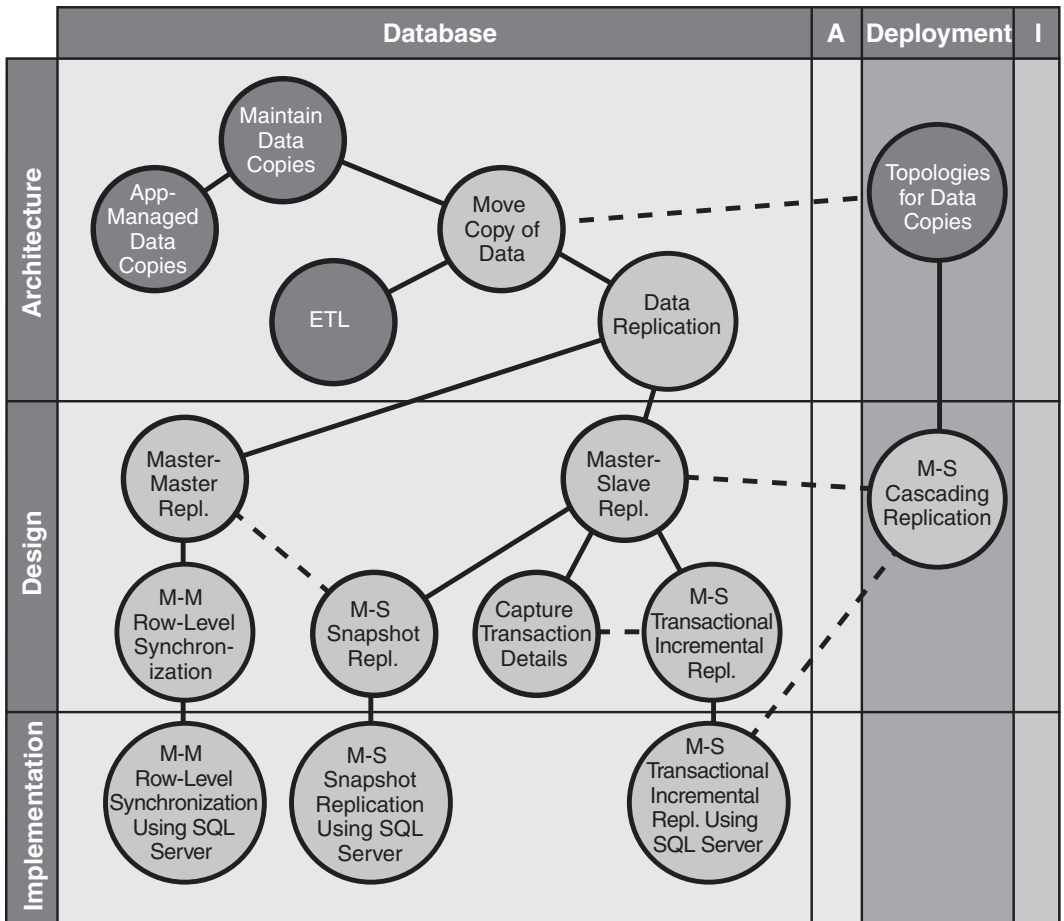 Database
A
Deployment
I
Architecture
Maintain
Data
Copies
App-
Managed
Data
Copies
Move
Copy of
Data
Topologies
for Data
Copies
ETL
Data
Replication
Design
Master-
Master
Repl.
Master-
Slave
Repl.
M-S
Cascading
Replication
M-M
Row-Level
Synchron-
ization
M-S
Snapshot
Repl.
Capture
Transaction
Details
M-S
Transactional
Incremental
Repl.
Implementation
M-M
Row-Level
Synchronization
Using SQL
Server
M-S
Snapshot
Replication
Using SQL
Server
M-S
Transactional
Incremental
Repl. Using
SQL Server